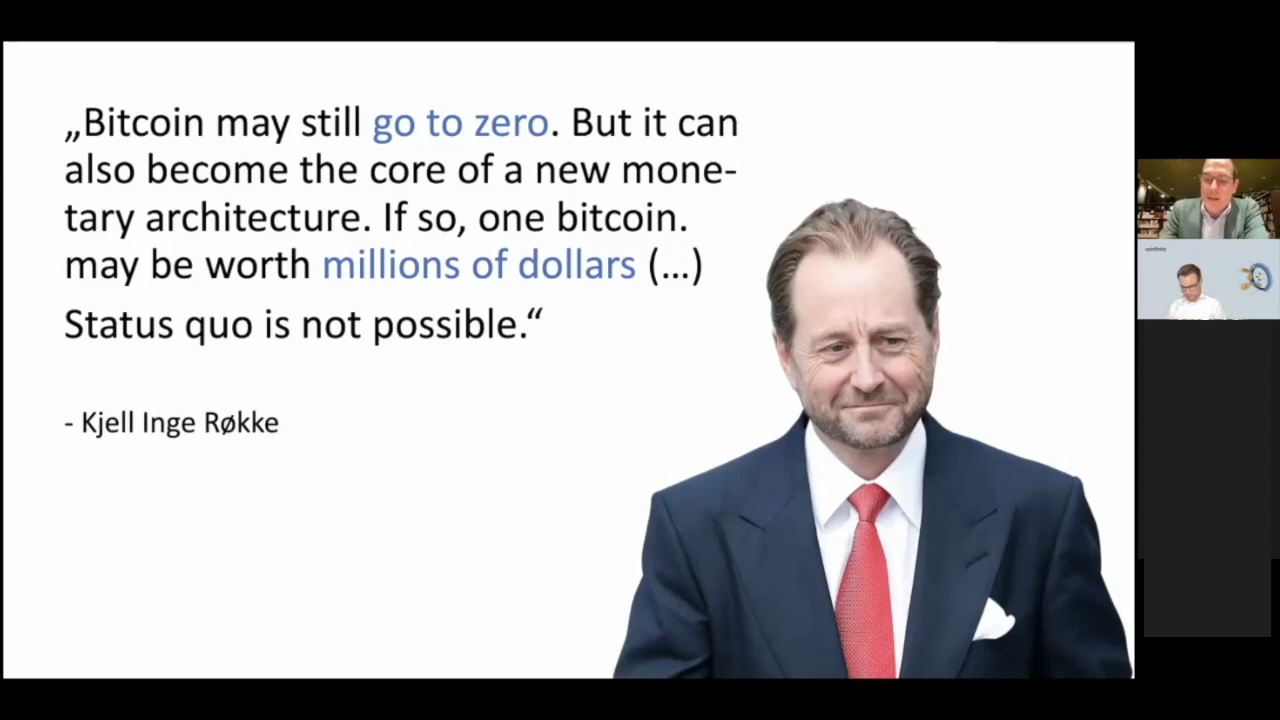 „Bitcoin may still go to zero. But it can
also become the core of a new mone-
tary architecture. If so, one bitcoin.
may be worth millions of dollars (...)
Status quo is not possible.“
- Kjell Inge Røkke